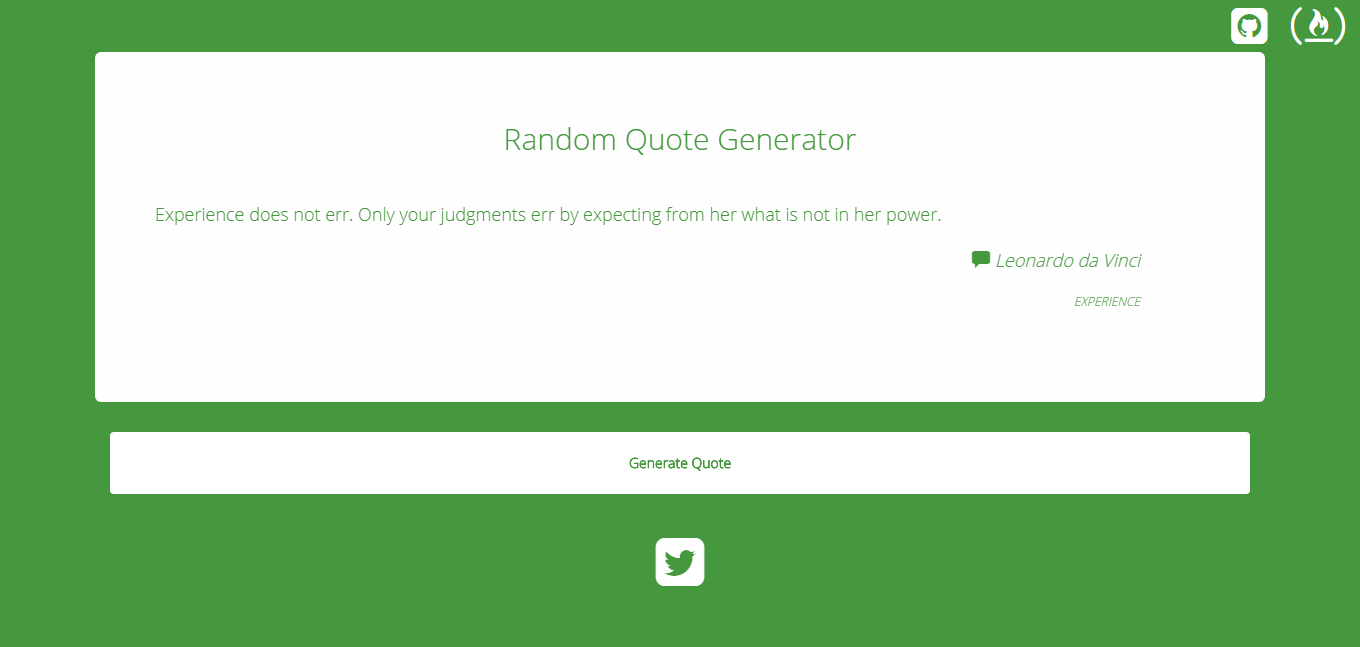 Random Quote Generator
Experience does not err. Only your judgments err by expecting from her what is not in her power.
Leonardo da Vinci
EXPERIENCE
Generate Quote